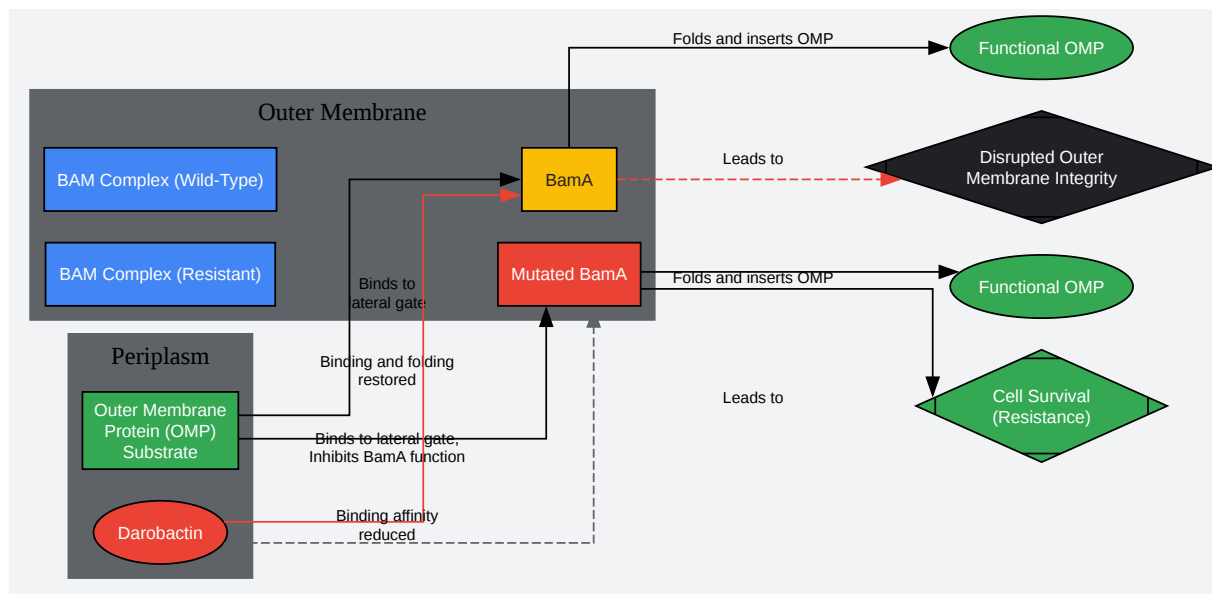 Folds and inserts OMP
Functional OMP
Outer Membrane
BAM Complex (Wild-Type)
BamA
Leads to
Disrupted Outer
Membrane Integrity
BAM Complex (Resistant)
Mutated BamA
Folds and inserts OMP
Functional OMP
Binds to
lateral gate
Periplasm
Binding and folding
restored
Outer Membrane
Protein (OMP)
Substrate
Leads to
Cell Survival
(Resistance)
Binds to lateral gate,
Inhibits BamA function
Darobactin
Binding affinity
reduced